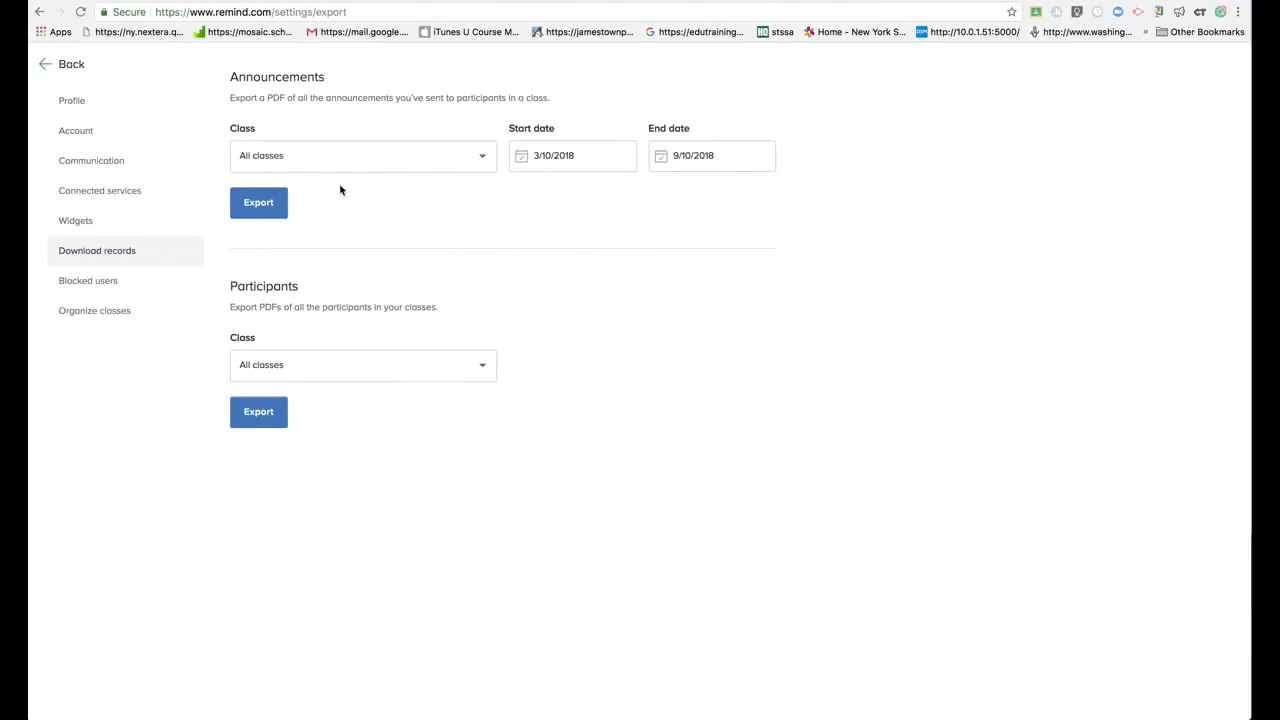 Secure https://www.remind.com/settings/export
Apps https://ny.nextera.q... https://mosaic.sch... https://mail.google.... iTunes U Course M... https://jamestownp... https://edutraining... HQ stssa Home - New York S... DSM http://10.0.1.51:5000/ http://www.washing... » Other Bookmarks
Back
Profile
Account
Communication
Connected services
Widgets
Download records
Blocked users
Organize classes
Announcements
Export a PDF of all the announcements you've sent to participants in a class.
Class Start date End date
All classes 3/10/2018 9/10/2018
Export
Participants
Export PDFs of all the participants in your classes.
Class
All classes
Export